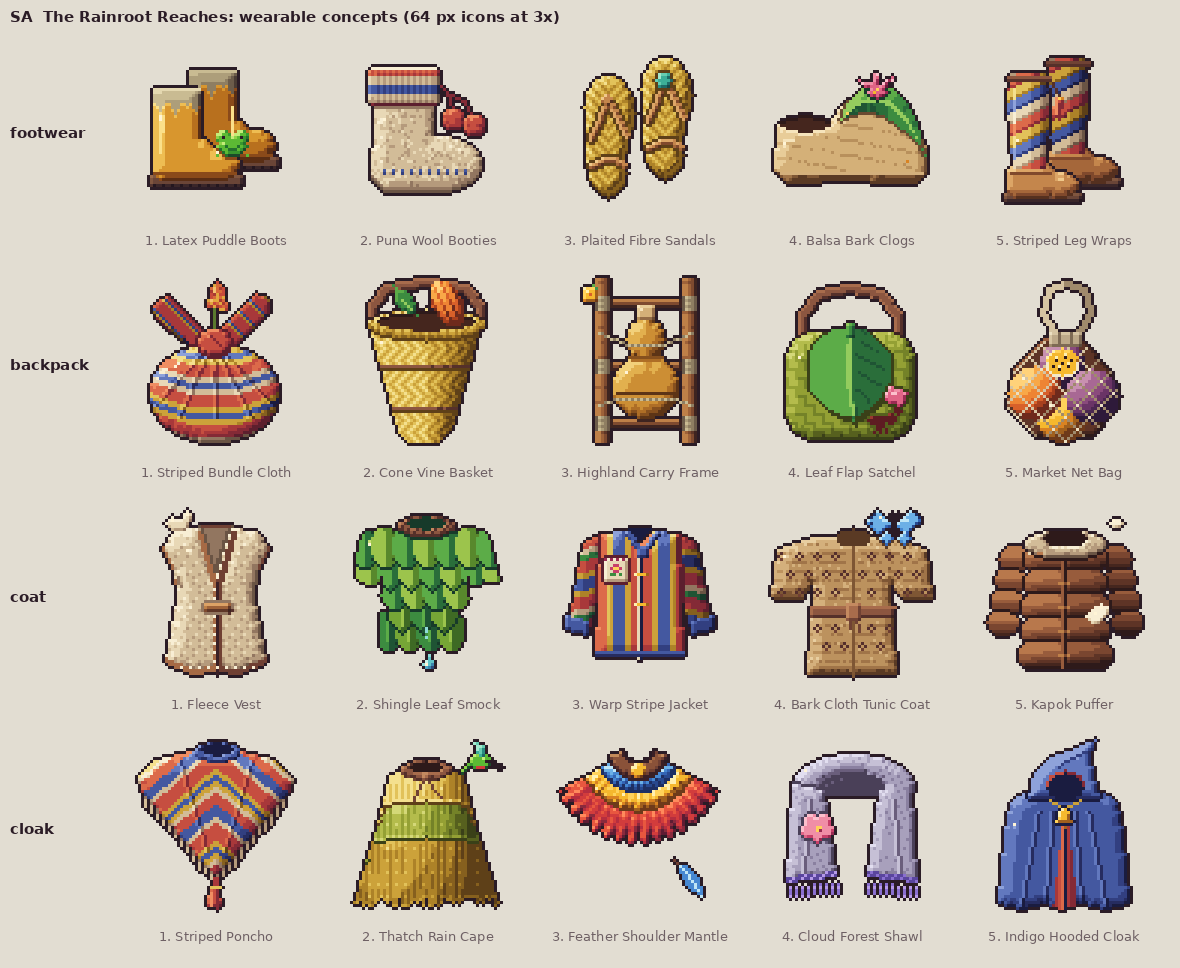 SA The Rainroot Reaches: wearable concepts (64 px icons at 3x)
footwear
1. Latex Puddle Boots
2. Puna Wool Booties
3. Plaited Fibre Sandals
4. Balsa Bark Clogs
5. Striped Leg Wraps
backpack
1. Striped Bundle Cloth
2. Cone Vine Basket
3. Highland Carry Frame
4. Leaf Flap Satchel
5. Market Net Bag
coat
1. Fleece Vest
2. Shingle Leaf Smock
3. Warp Stripe Jacket
4. Bark Cloth Tunic Coat
5. Kapok Puffer
cloak
1. Striped Poncho
2. Thatch Rain Cape
3. Feather Shoulder Mantle
4. Cloud Forest Shawl
5. Indigo Hooded Cloak